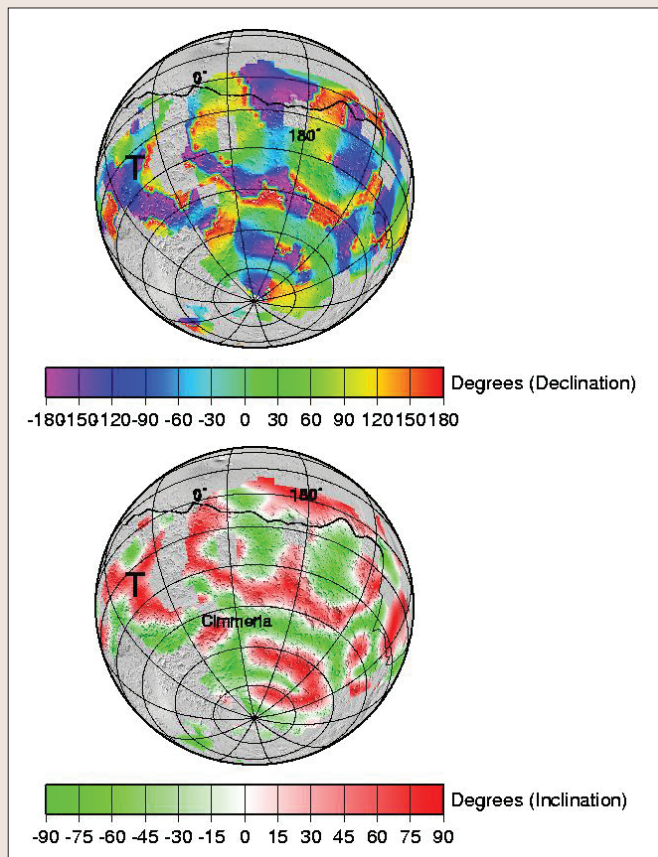 0°
180°
T
Degrees (Declination)
-180 -150 -120 -90 -60 -30 0 30 60 90 120 150 180
0°
180°
T
Cimmeria
Degrees (Inclination)
-90 -75 -60 -45 -30 -15 0 15 30 45 60 75 90